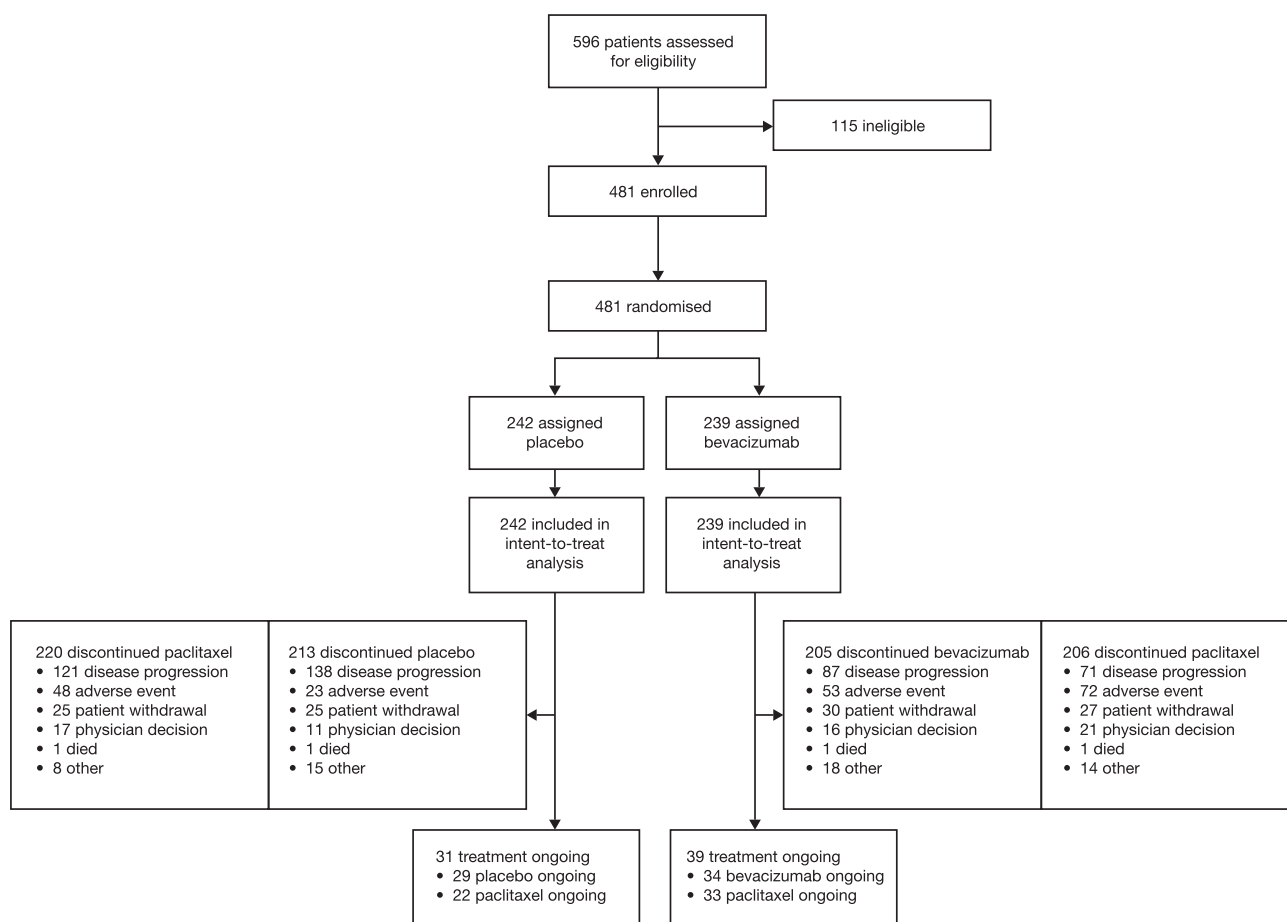 596 patients assessed
for eligibility
115 ineligible
481 enrolled
481 randomised
242 assigned
placebo
239 assigned
bevacizumab
242 included in
intent-to-treat
analysis
239 included in
intent-to-treat
analysis
220 discontinued paclitaxel
• 121 disease progression
• 48 adverse event
• 25 patient withdrawal
• 17 physician decision
• 1 died
• 8 other
213 discontinued placebo
• 138 disease progression
• 23 adverse event
• 25 patient withdrawal
• 11 physician decision
• 1 died
• 15 other
205 discontinued bevacizumab
• 87 disease progression
• 53 adverse event
• 30 patient withdrawal
• 16 physician decision
• 1 died
• 18 other
206 discontinued paclitaxel
• 71 disease progression
• 72 adverse event
• 27 patient withdrawal
• 21 physician decision
• 1 died
• 14 other
31 treatment ongoing
• 29 placebo ongoing
• 22 paclitaxel ongoing
39 treatment ongoing
• 34 bevacizumab ongoing
• 33 paclitaxel ongoing